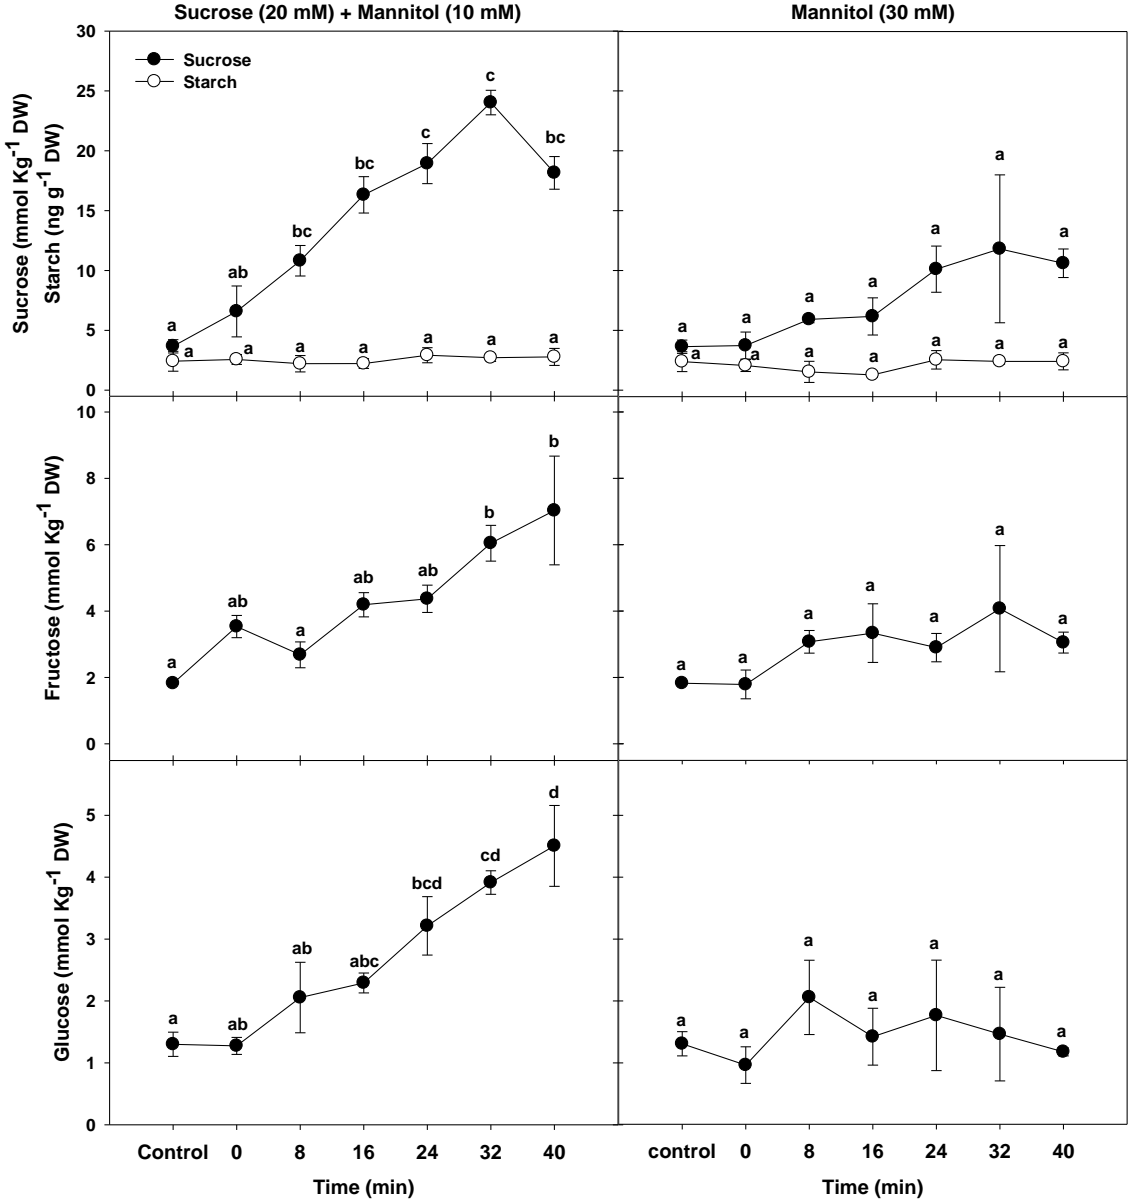 Sucrose (20 mM) + Mannitol (10 mM)
Mannitol (30 mM)
Sucrose (mmol Kg-1 DW)
Starch (ng g-1 DW)
30
25
20
15
10
5
0
Sucrose
Starch
a ab bc bc c c bc
a a a a a a a
a a a a a a a
a a a a a a a
Fructose (mmol Kg-1 DW)
10
8
6
4
2
0
a ab a ab ab b b
a a a a a a a
Glucose (mmol Kg-1 DW)
5
4
3
2
1
0
a ab ab abc bcd cd d
a a a a a a a
Control 0 8 16 24 32 40
control 0 8 16 24 32 40
Time (min)
Time (min)